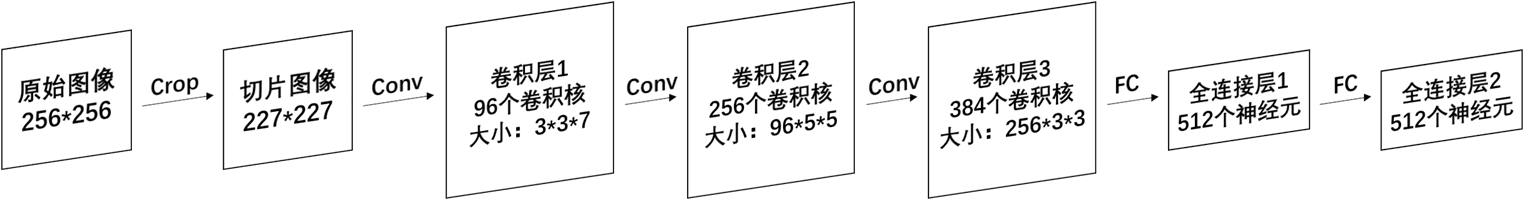 原始图像
256*256
Crop
切片图像
227*227
Conv
卷积层1
96个卷积核
大小：3*3*7
Conv
卷积层2
256个卷积核
大小：96*5*5
Conv
卷积层3
384个卷积核
大小：256*3*3
FC
全连接层1
512个神经元
FC
全连接层2
512个神经元